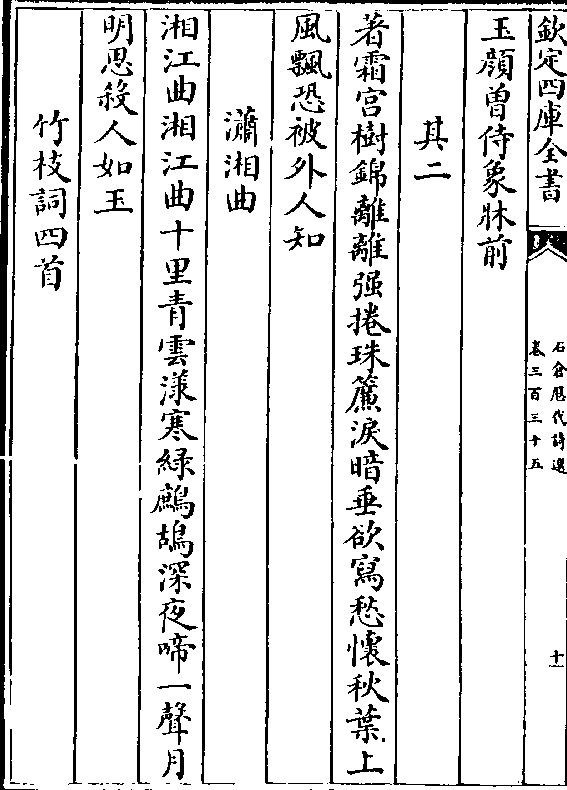 欽定四庫全書
石倉歴代詩選
卷三百三十五
十一
玉顔曽侍象牀前
其二
著霜宫樹錦離離强捲珠簾淚暗垂欲寫愁懷秋葉上
風飄恐被外人知
瀟湘曲
湘江曲湘江曲十里青雲漾寒緑鷓鴣深夜啼一聲月
明思殺人如玉
竹枝詞四首